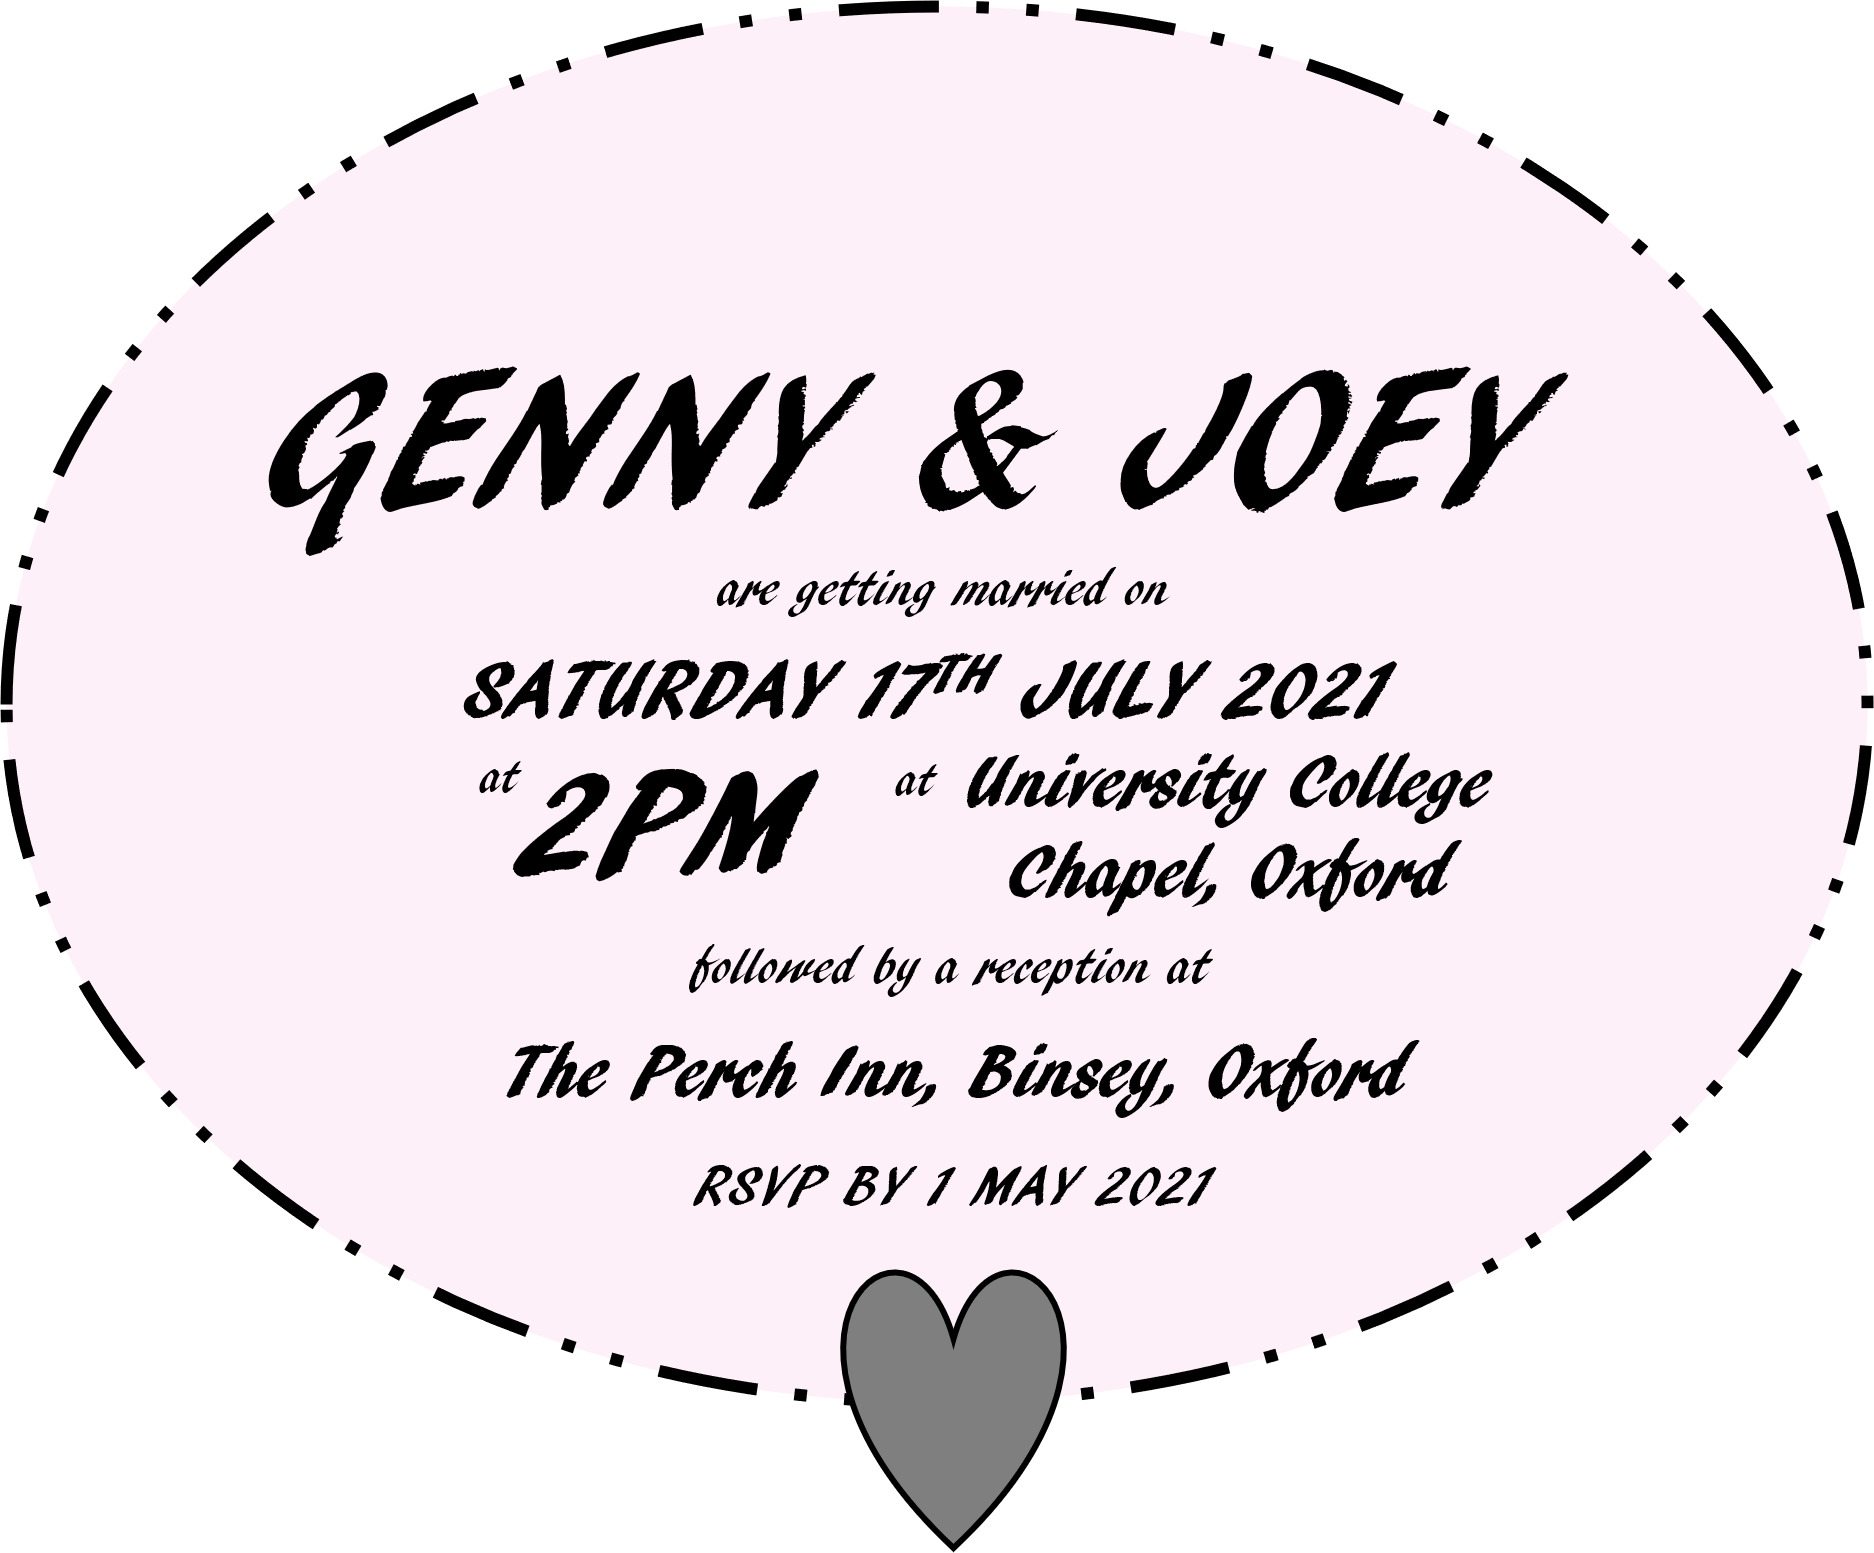 GENNY & JOEY
are getting married on
SATURDAY 17TH JULY 2021
at 2PM at University College
Chapel, Oxford
followed by a reception at
The Perch Inn, Binsey, Oxford
RSVP BY 1 MAY 2021